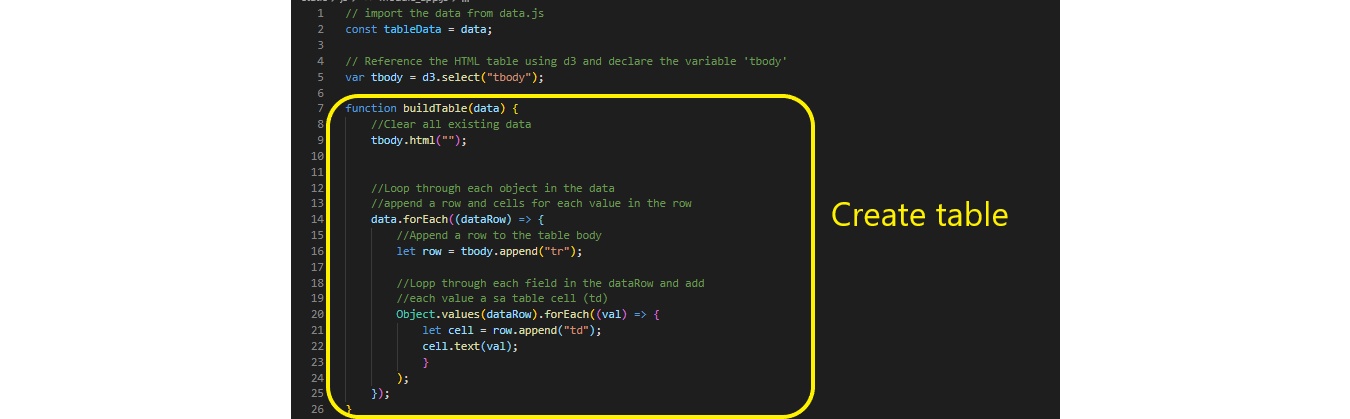 1 // import the data from data.js
2 const tableData = data;
3
4 // Reference the HTML table using d3 and declare the variable 'tbody'
5 var tbody = d3.select("tbody");
6
7 function buildTable(data) {
8 //Clear all existing data
9 tbody.html("");
10
11
12 //Loop through each object in the data
13 //append a row and cells for each value in the row
14 data.forEach((dataRow) => {
15 //Append a row to the table body
16 let row = tbody.append("tr");
17
18 //Lopp through each field in the dataRow and add
19 //each value a sa table cell (td)
20 Object.values(dataRow).forEach((val) => {
21 let cell = row.append("td");
22 cell.text(val);
23 }
24 );
25 });
26 }
Create table